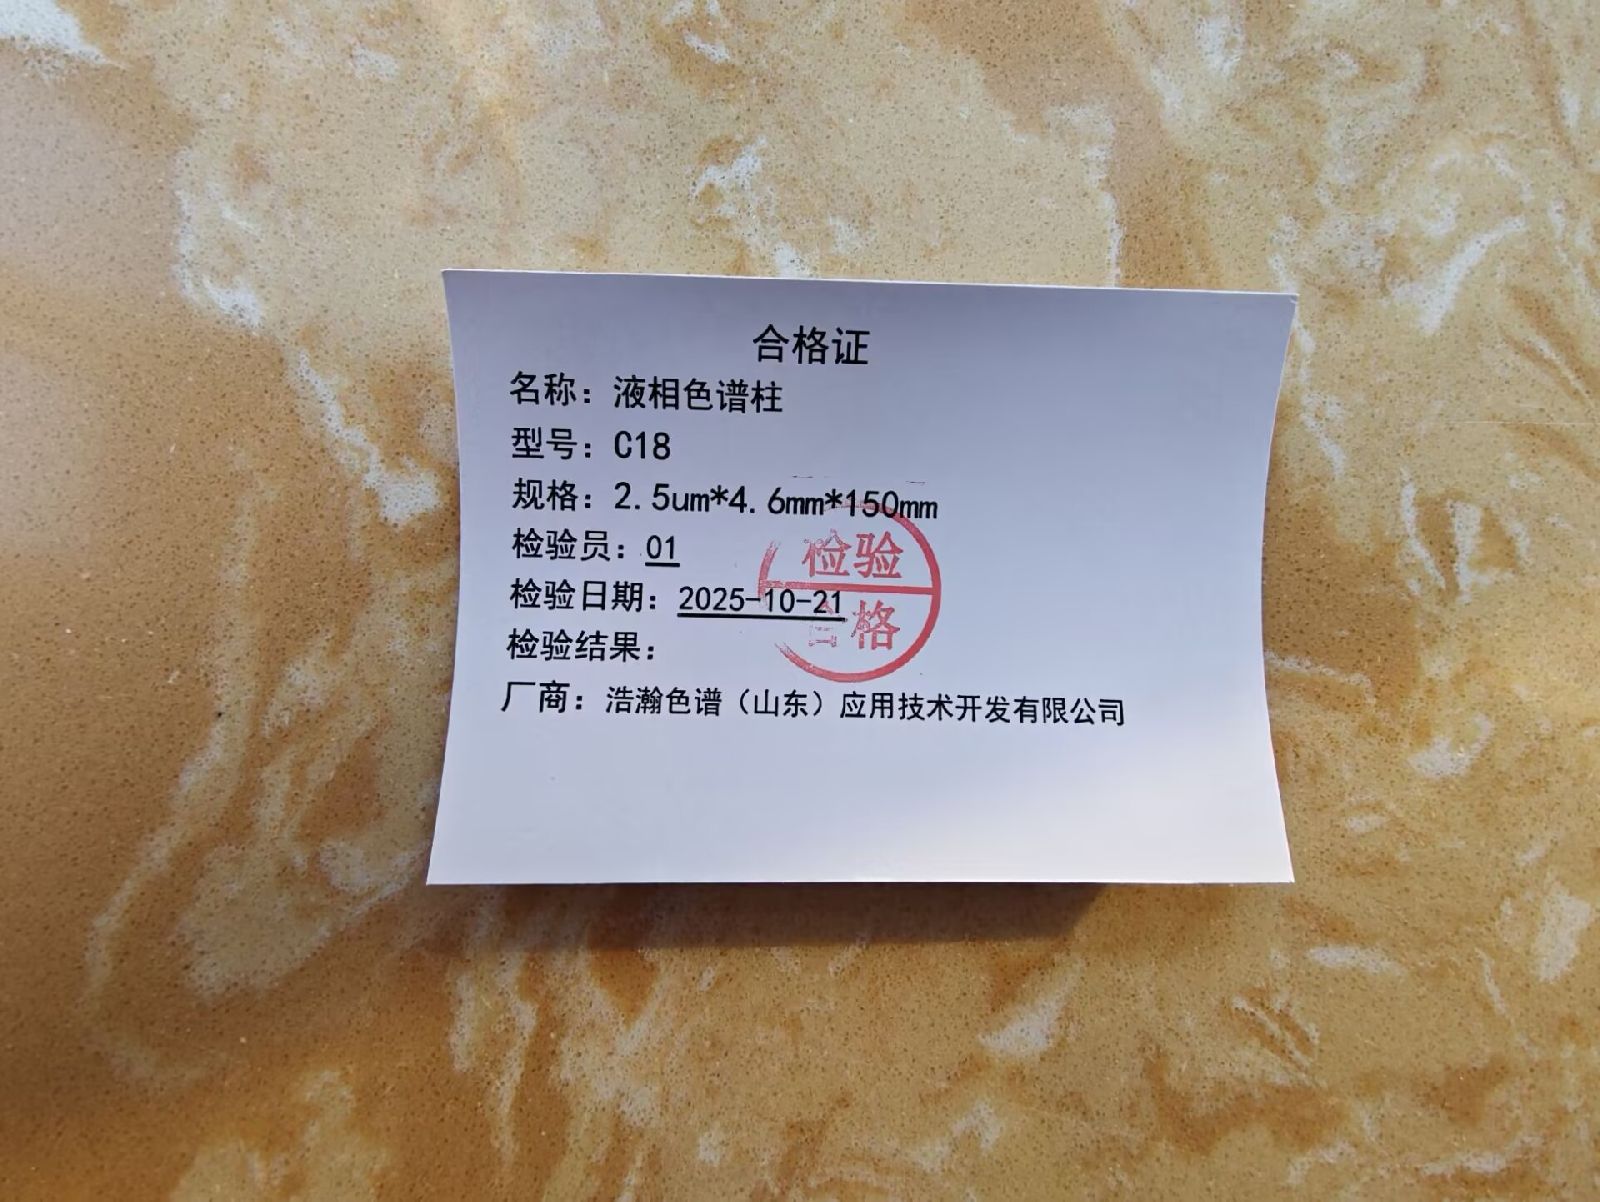 合格证
名称：液相色谱柱
型号：C18
规格：2.5um*4.6mm*150mm
检验员：01
检验日期：2025-10-21
检验结果：
检验
合格
厂商：浩瀚色谱（山东）应用技术开发有限公司